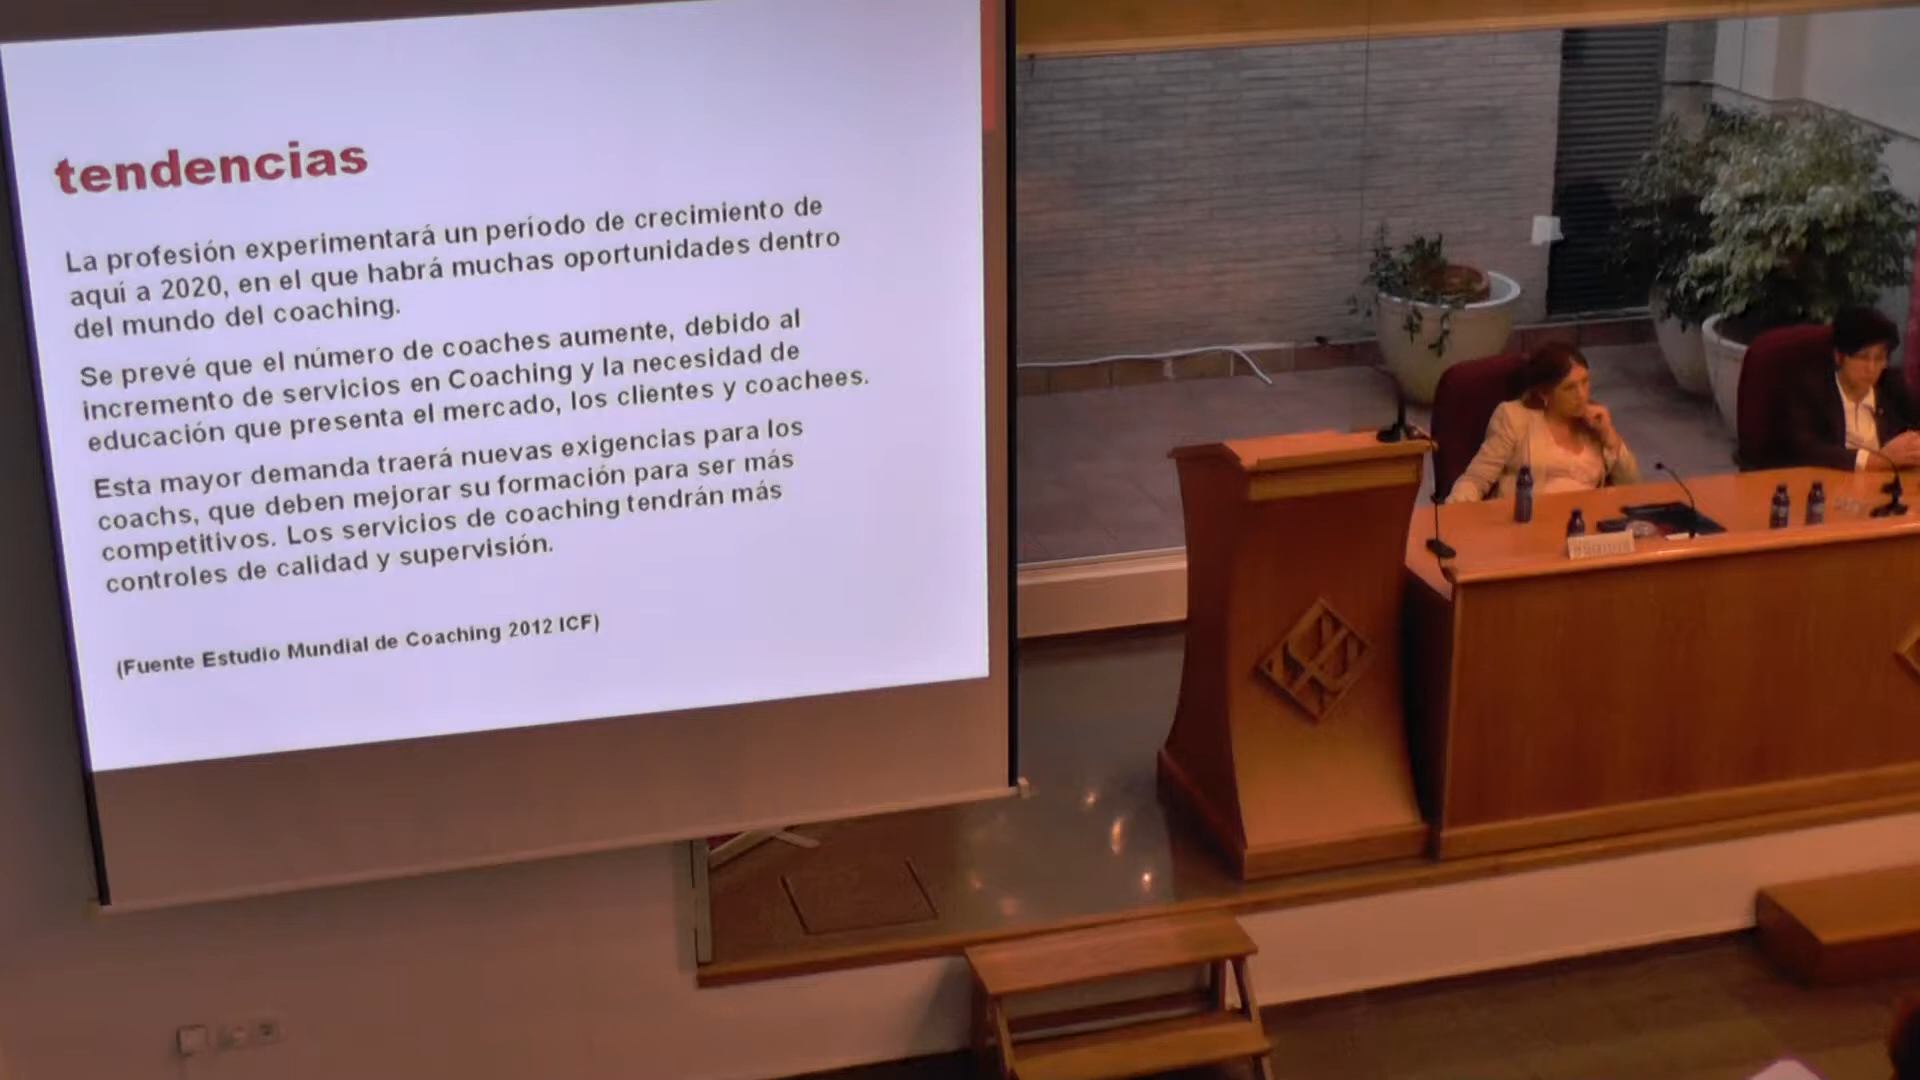 tendencias
La profesión experimentará un período de crecimiento de
aquí a 2020, en el que habrá muchas oportunidades dentro
del mundo del coaching.
Se prevé que el número de coaches aumente, debido al
incremento de servicios en Coaching y la necesidad de
educación que presenta el mercado, los clientes y coachees.
Esta mayor demanda traerá nuevas exigencias para los
coachs, que deben mejorar su formación para ser más
competitivos. Los servicios de coaching tendrán más
controles de calidad y supervisión.
(Fuente Estudio Mundial de Coaching 2012 ICF)